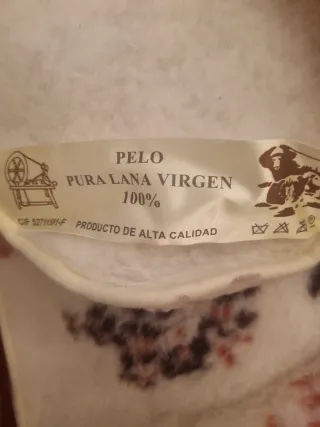 PELO
PURA LANA VIRGEN
100%
PRODUCTO DE ALTA CALIDAD